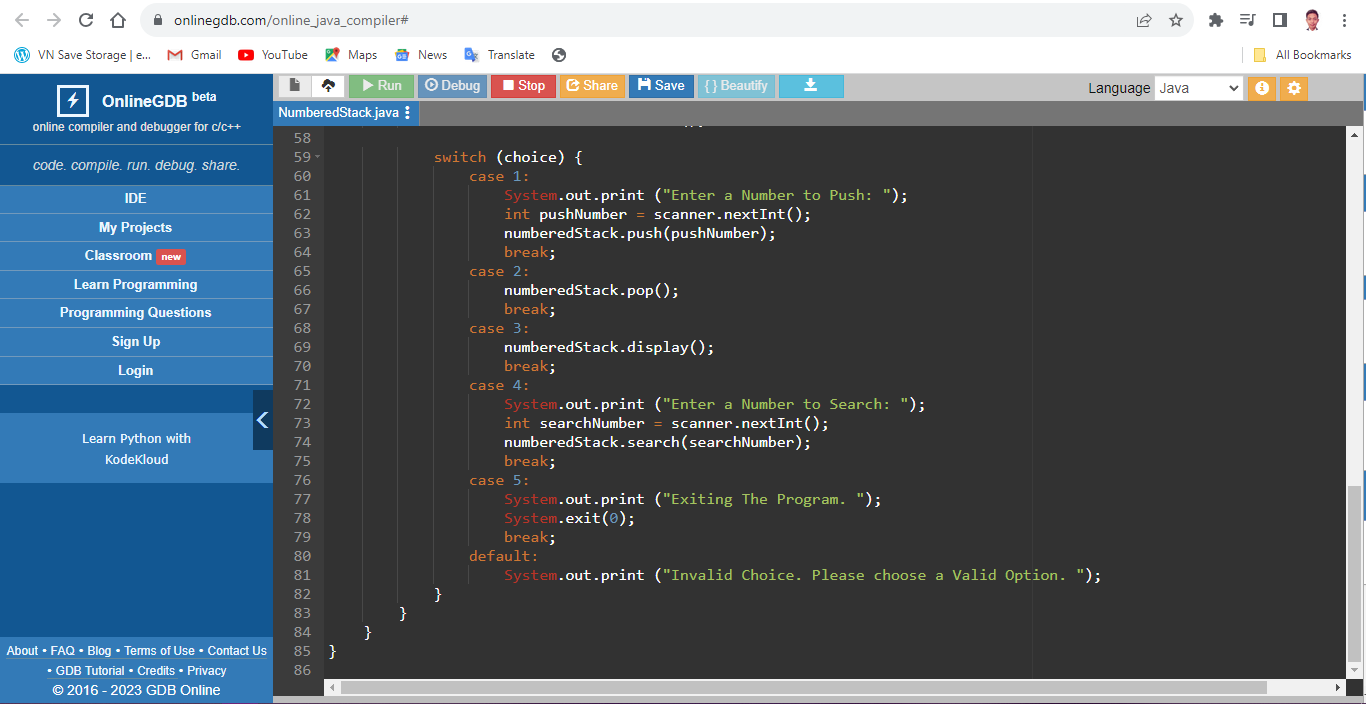 onlinegdb.com/online_java_compiler#
VN Save Storage | e... Gmail YouTube Maps News Translate All Bookmarks
OnlineGDB beta
online compiler and debugger for c/c++
code. compile. run. debug. share.
IDE
My Projects
Classroom new
Learn Programming
Programming Questions
Sign Up
Login
Learn Python with
KodeKloud
About • FAQ • Blog • Terms of Use • Contact Us
• GDB Tutorial • Credits • Privacy
© 2016 - 2023 GDB Online
Run Debug Stop Share Save { } Beautify Language Java
NumberedStack.java
58
59 switch (choice) {
60 case 1:
61 System.out.print ("Enter a Number to Push: ");
62 int pushNumber = scanner.nextInt();
63 numberedStack.push(pushNumber);
64 break;
65 case 2:
66 numberedStack.pop();
67 break;
68 case 3:
69 numberedStack.display();
70 break;
71 case 4:
72 System.out.print ("Enter a Number to Search: ");
73 int searchNumber = scanner.nextInt();
74 numberedStack.search(searchNumber);
75 break;
76 case 5:
77 System.out.print ("Exiting The Program. ");
78 System.exit(0);
79 break;
80 default:
81 System.out.print ("Invalid Choice. Please choose a Valid Option. ");
82 }
83 }
84 }
85 }
86